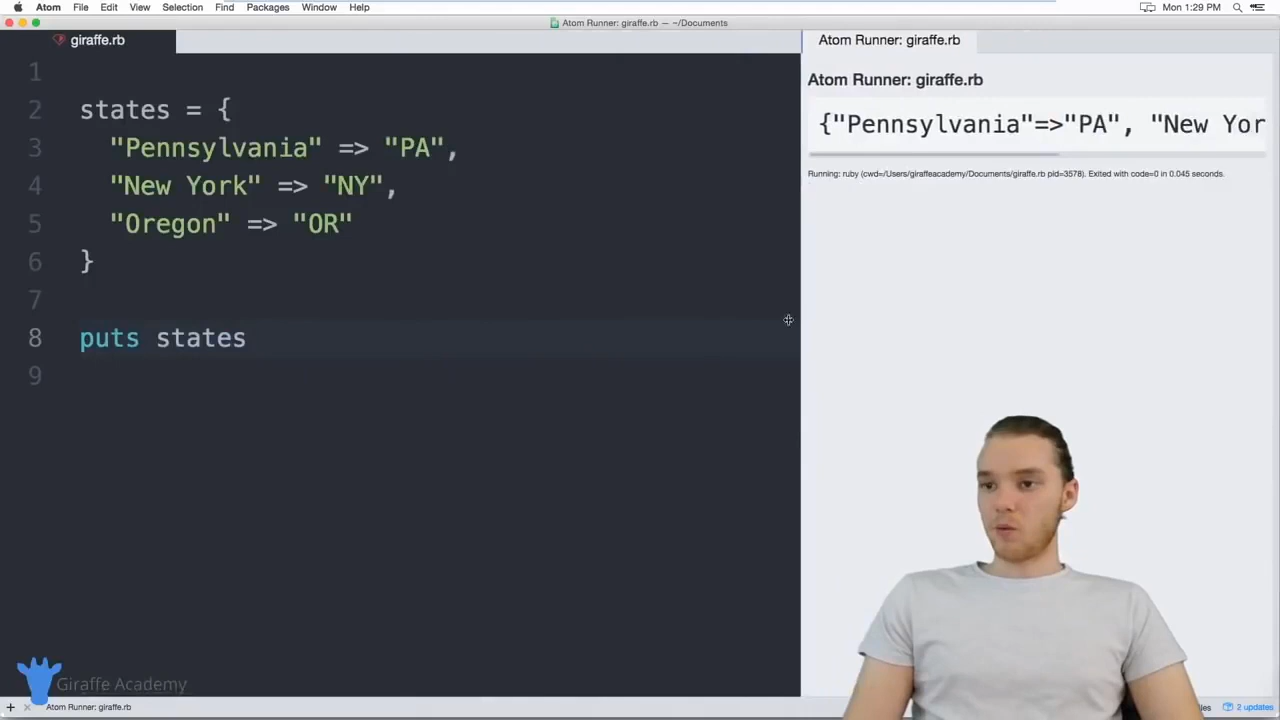 Atom File Edit View Selection Find Packages Window Help Mon 1:29 PM
Atom Runner: giraffe.rb — ~/Documents
giraffe.rb
1
2 states = {
3 "Pennsylvania" => "PA",
4 "New York" => "NY",
5 "Oregon" => "OR"
6 }
7
8 puts states
9
Atom Runner: giraffe.rb
Atom Runner: giraffe.rb
{"Pennsylvania"=>"PA", "New Yor
Running: ruby (cwd=/Users/giraffeacademy/Documents/giraffe.rb pid=3578). Exited with code=0 in 0.045 seconds.
Giraffe Academy
Atom Runner: giraffe.rb
2 updates